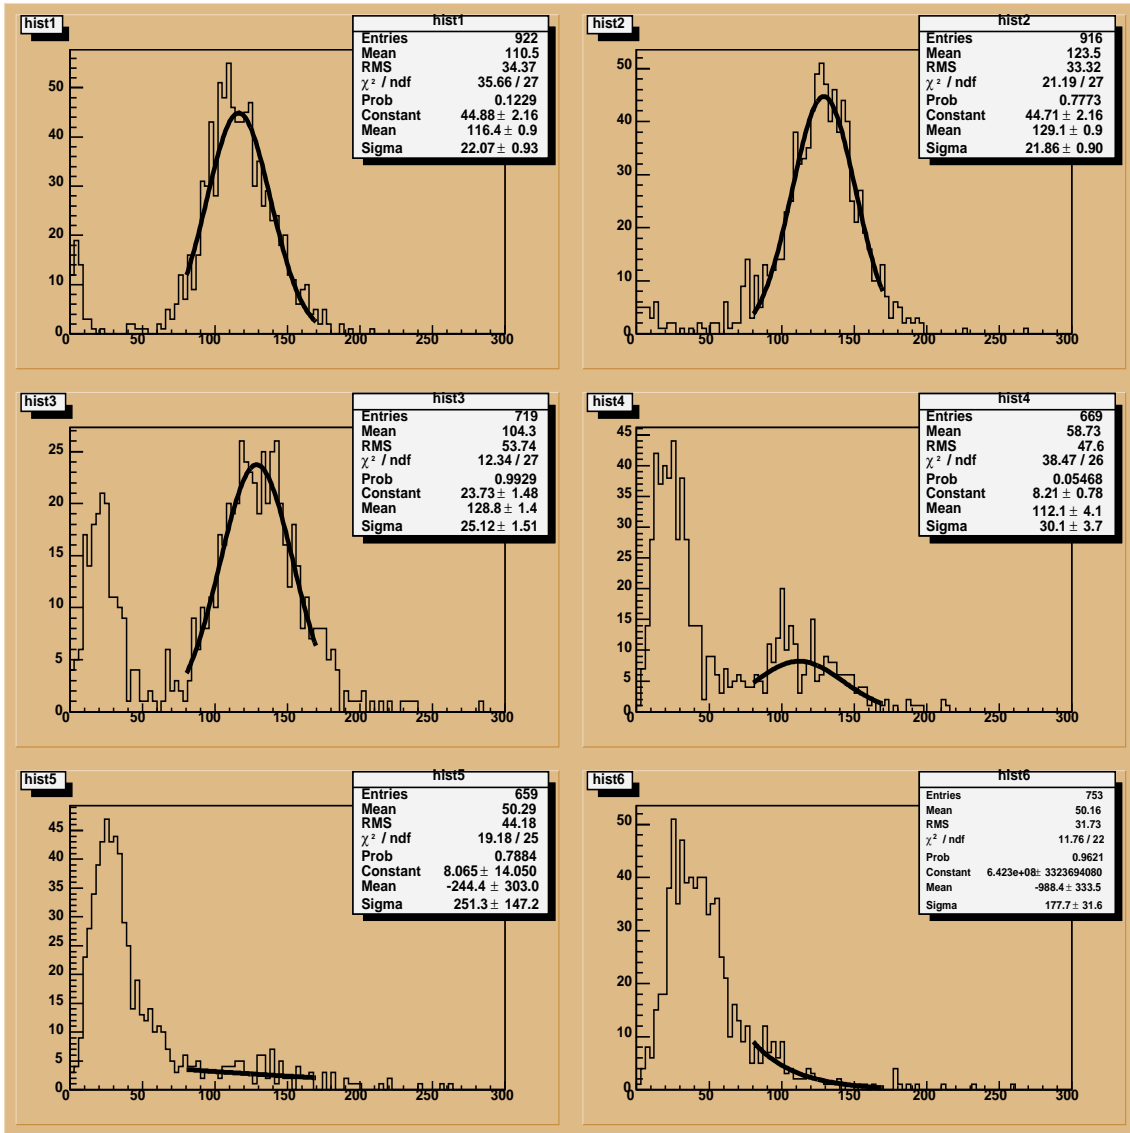 hist1
hist1
Entries 922
Mean 110.5
RMS 34.37
χ² / ndf 35.66 / 27
Prob 0.1229
Constant 44.88 ± 2.16
Mean 116.4 ± 0.9
Sigma 22.07 ± 0.93
50
40
30
20
10
0
0 50 100 150 200 250 300
hist2
hist2
Entries 916
Mean 123.5
RMS 33.32
χ² / ndf 21.19 / 27
Prob 0.7773
Constant 44.71 ± 2.16
Mean 129.1 ± 0.9
Sigma 21.86 ± 0.90
50
40
30
20
10
0
0 50 100 150 200 250 300
hist3
hist3
Entries 719
Mean 104.3
RMS 53.74
χ² / ndf 12.34 / 27
Prob 0.9929
Constant 23.73 ± 1.48
Mean 128.8 ± 1.4
Sigma 25.12 ± 1.51
25
20
15
10
5
0
0 50 100 150 200 250 300
hist4
hist4
Entries 669
Mean 58.73
RMS 47.6
χ² / ndf 38.47 / 26
Prob 0.05468
Constant 8.21 ± 0.78
Mean 112.1 ± 4.1
Sigma 30.1 ± 3.7
45
40
35
30
25
20
15
10
5
0
0 50 100 150 200 250 300
hist5
hist5
Entries 659
Mean 50.29
RMS 44.18
χ² / ndf 19.18 / 25
Prob 0.7884
Constant 8.065 ± 14.050
Mean -244.4 ± 303.0
Sigma 251.3 ± 147.2
45
40
35
30
25
20
15
10
5
0
0 50 100 150 200 250 300
hist6
hist6
Entries 753
Mean 50.16
RMS 31.73
χ² / ndf 11.76 / 22
Prob 0.9621
Constant 6.423e+08 ± 3323694080
Mean -988.4 ± 333.5
Sigma 177.7 ± 31.6
50
40
30
20
10
0
0 50 100 150 200 250 300